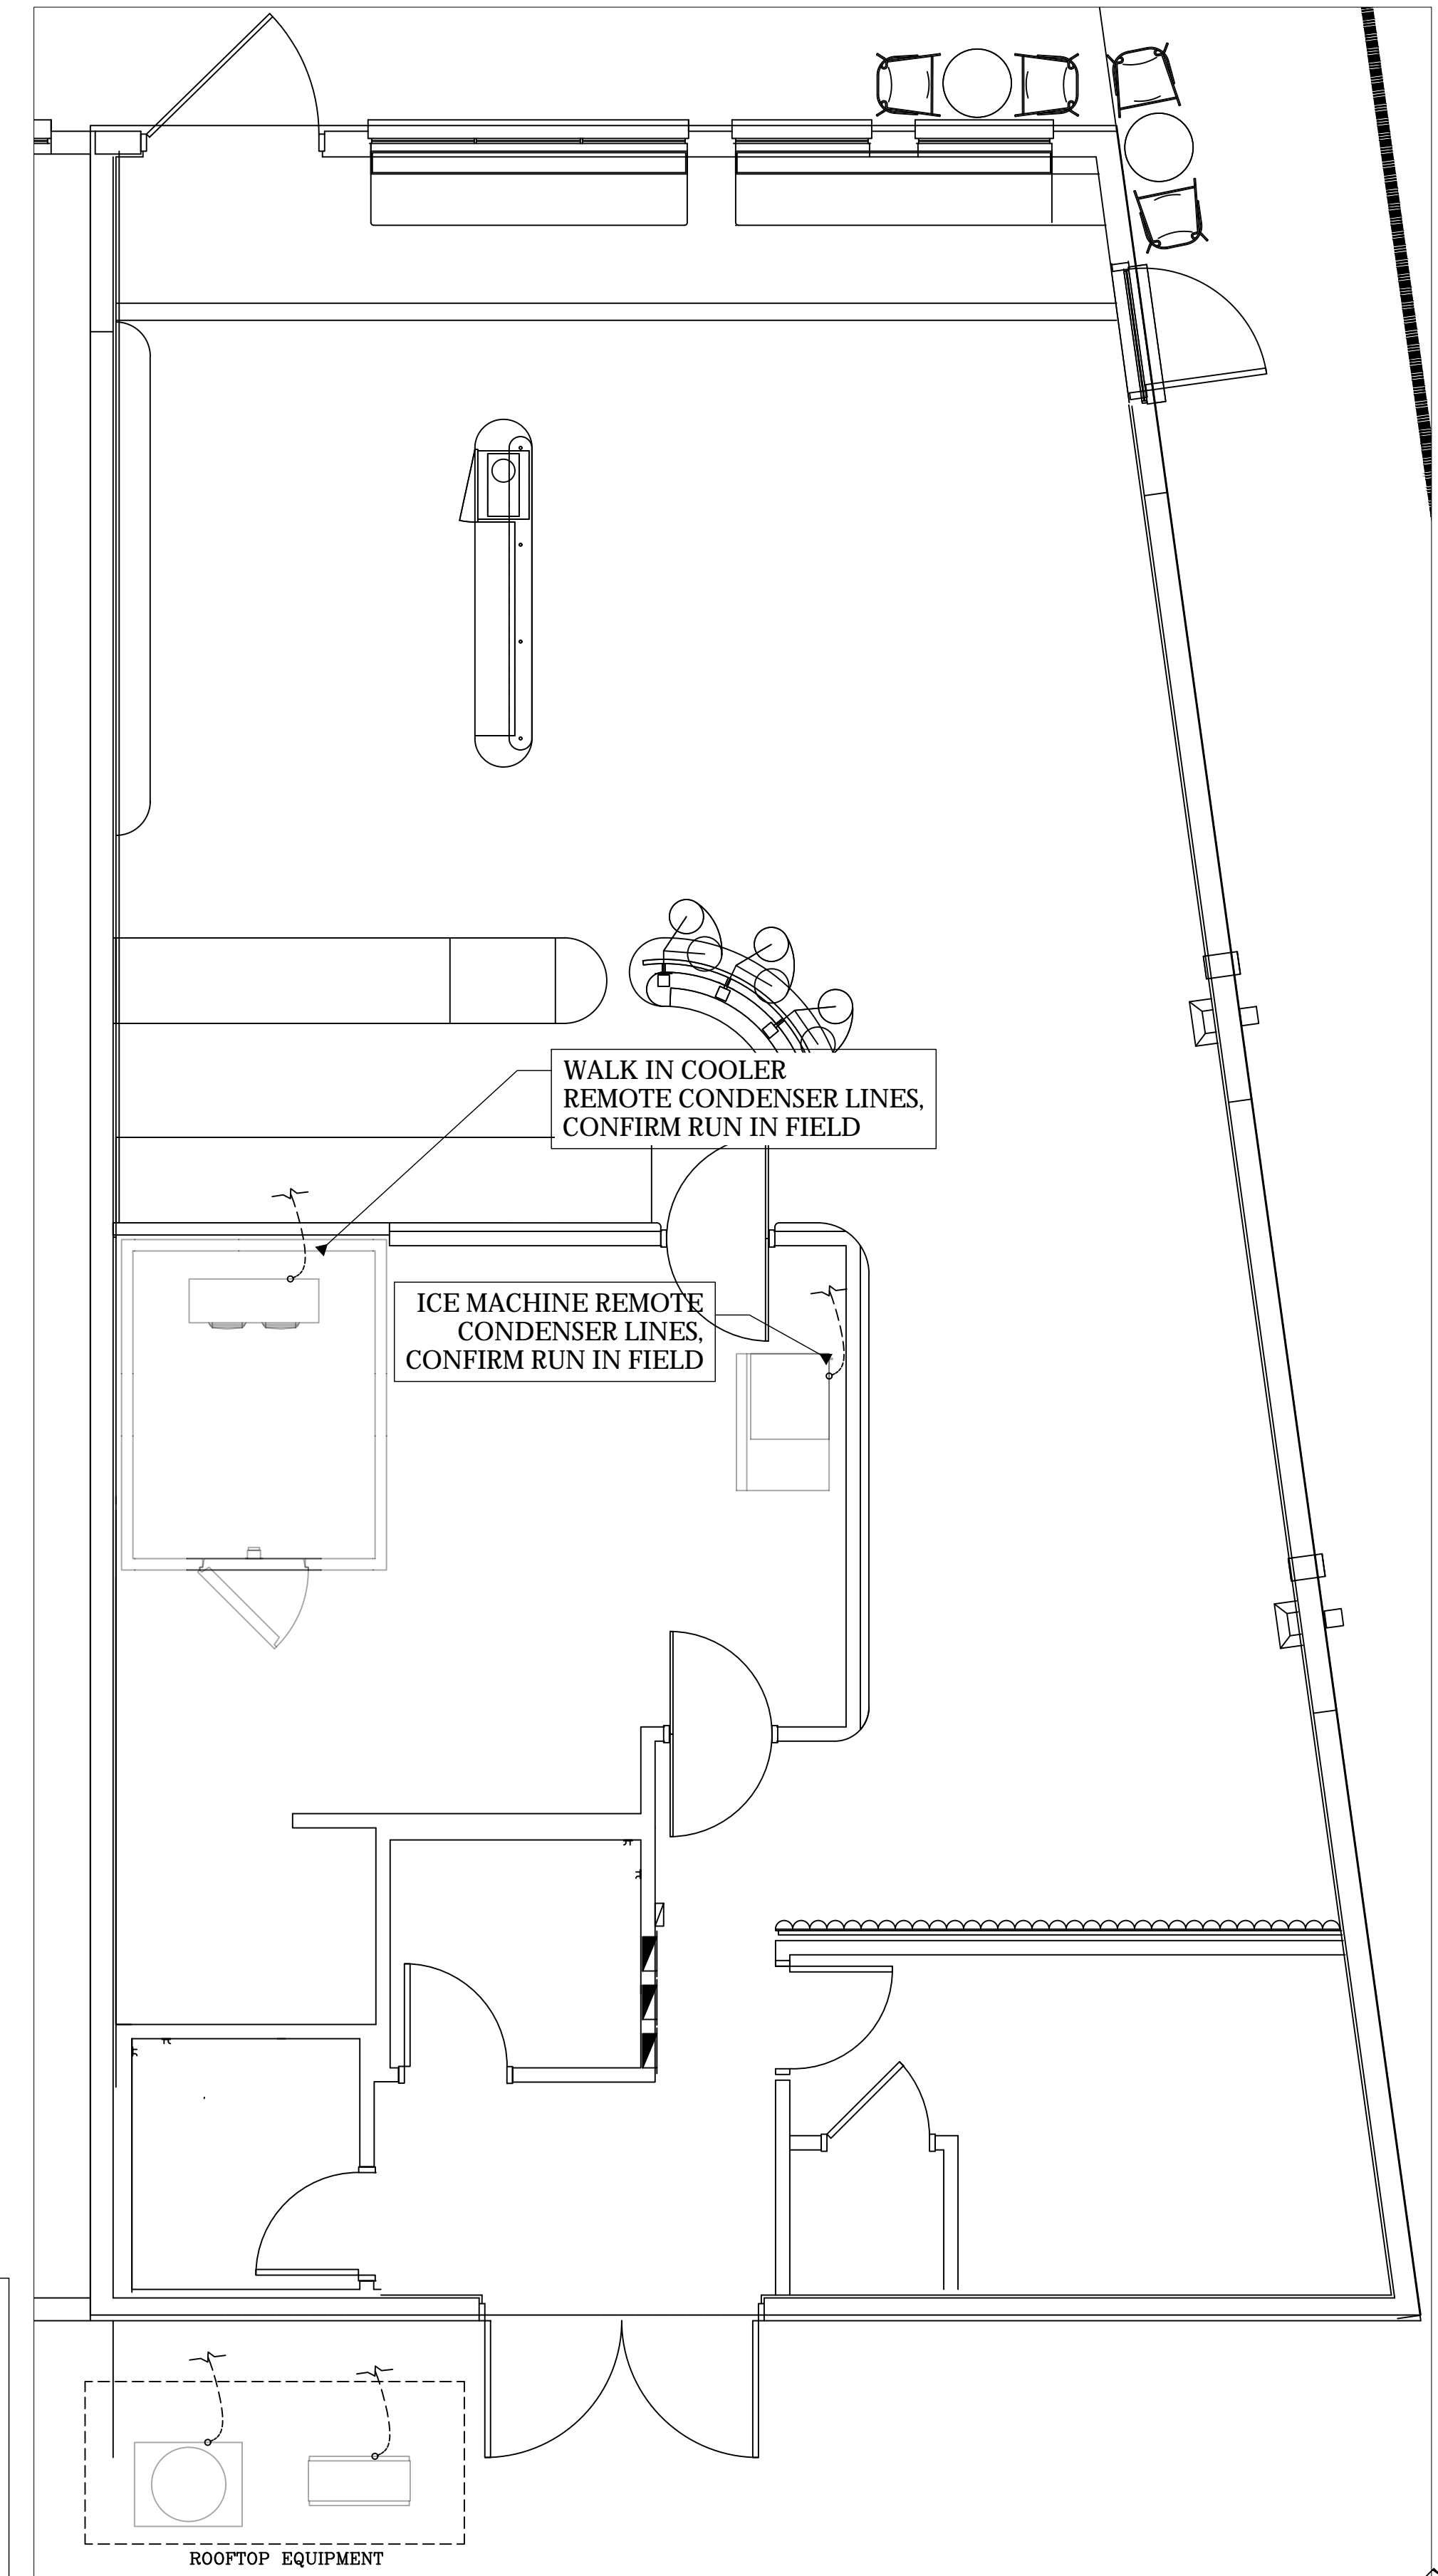 WALK IN COOLER
REMOTE CONDENSER LINES,
CONFIRM RUN IN FIELD
ICE MACHINE REMOTE
CONDENSER LINES,
CONFIRM RUN IN FIELD
ROOFTOP EQUIPMENT